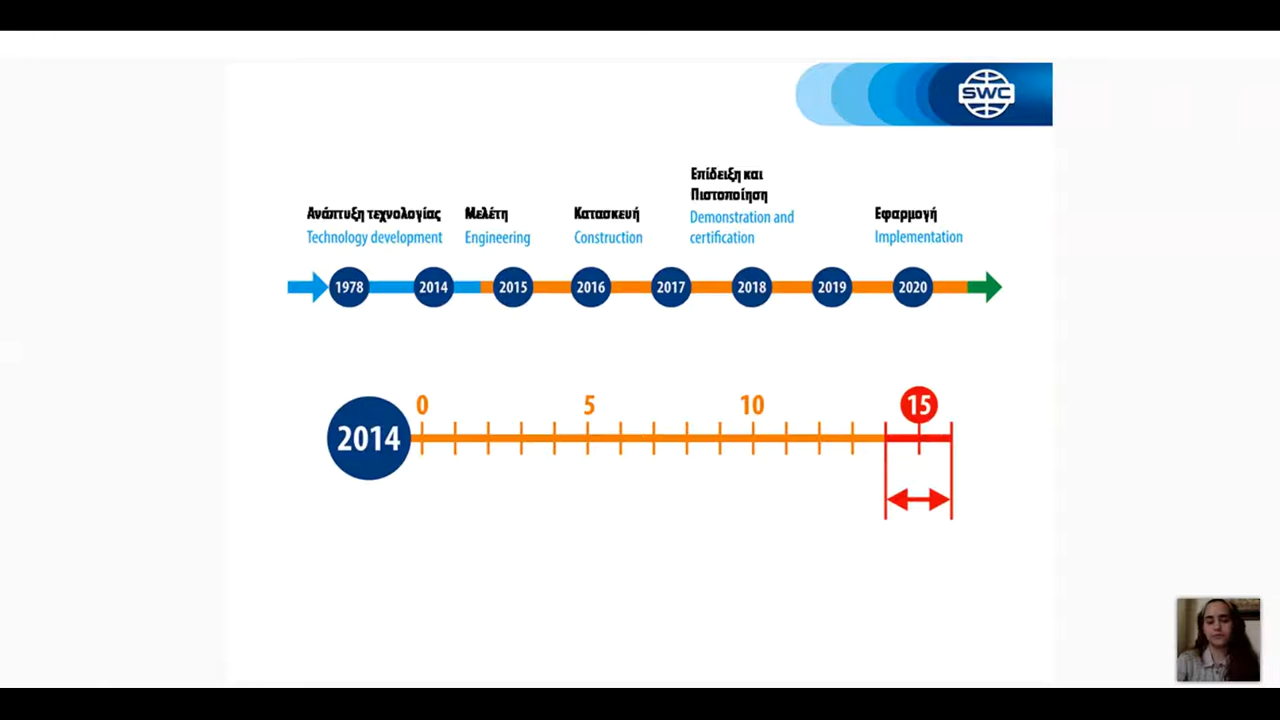 SWC
Επίδειξη και
Πιστοποίηση
Demonstration and
certification
Ανάπτυξη τεχνολογίας
Technology development
Μελέτη
Engineering
Κατασκευή
Construction
Εφαρμογή
Implementation
1978 2014 2015 2016 2017 2018 2019 2020
0 5 10 15
2014